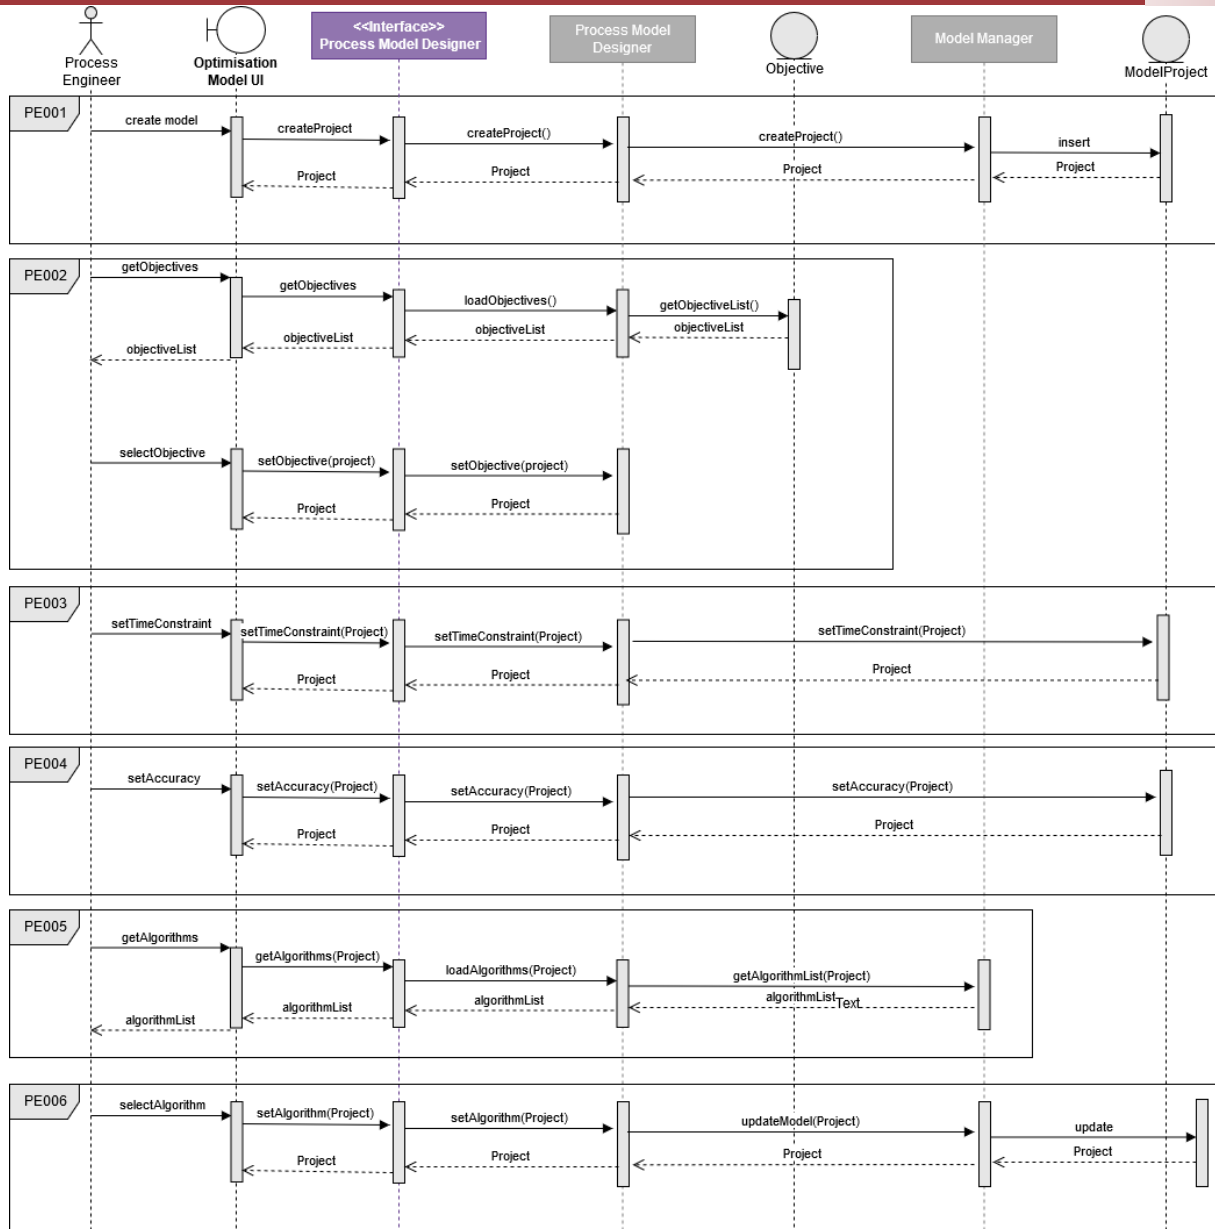 Process
Engineer
Optimisation
Model UI
<<Interface>>
Process Model Designer
Process Model
Designer
Objective
Model Manager
ModelProject
PE001
create model
createProject
createProject()
createProject()
insert
Project
Project
Project
Project
PE002
getObjectives
getObjectives
loadObjectives()
getObjectiveList()
objectiveList
objectiveList
objectiveList
objectiveList
selectObjective
setObjective(project)
setObjective(project)
Project
Project
PE003
setTimeConstraint
setTimeConstraint(Project)
setTimeConstraint(Project)
setTimeConstraint(Project)
Project
Project
Project
PE004
setAccuracy
setAccuracy(Project)
setAccuracy(Project)
setAccuracy(Project)
Project
Project
Project
PE005
getAlgorithms
getAlgorithms(Project)
loadAlgorithms(Project)
getAlgorithmList(Project)
algorithmList
algorithmList
algorithmList
algorithmList
Text
PE006
selectAlgorithm
setAlgorithm(Project)
setAlgorithm(Project)
updateModel(Project)
update
Project
Project
Project
Project